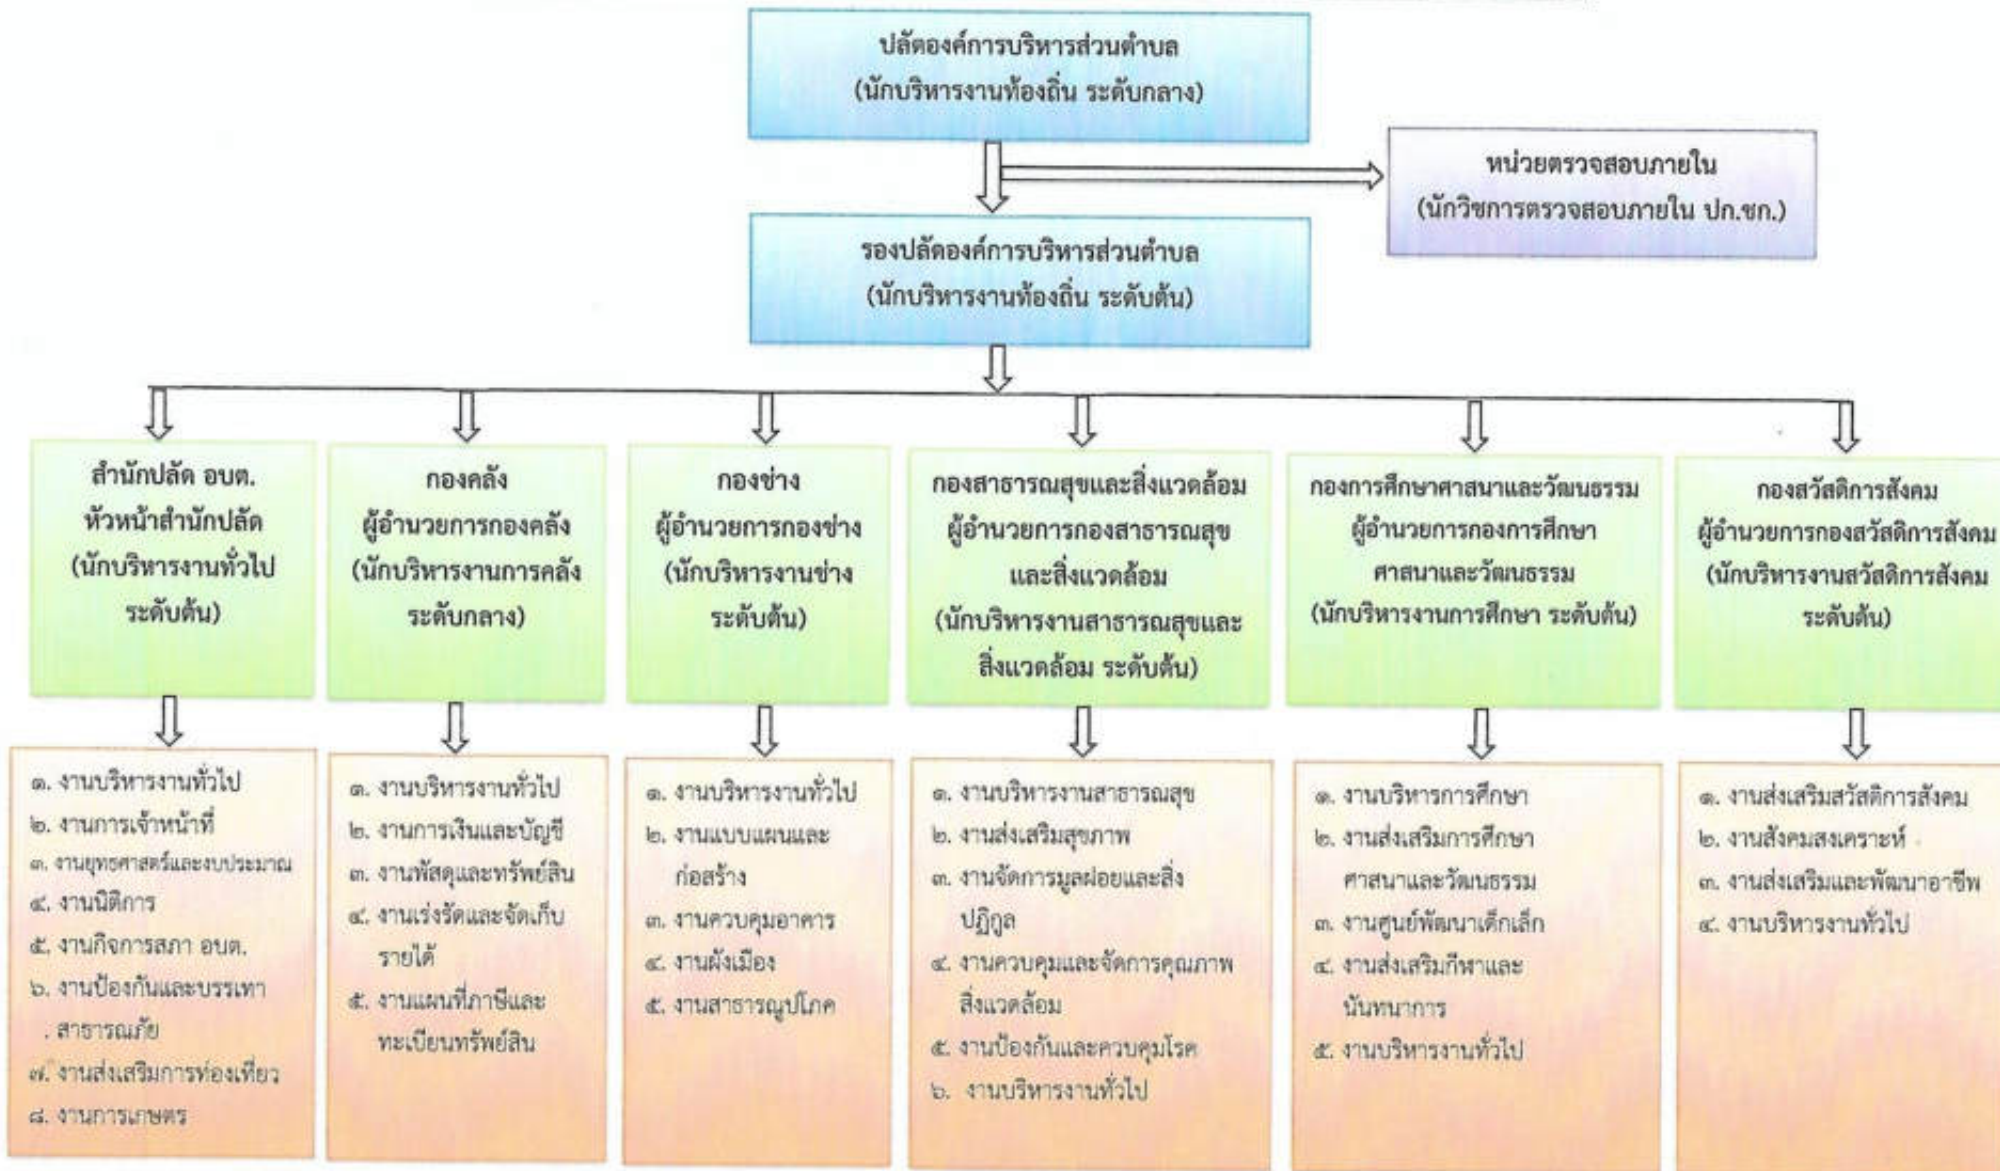 ปลัดองค์การบริหารส่วนตำบล
(นักบริหารงานท้องถิ่น ระดับกลาง)
หน่วยตรวจสอบภายใน
(นักวิชการตรวจสอบภายใน ปก.ชก.)
รองปลัดองค์การบริหารส่วนตำบล
(นักบริหารงานท้องถิ่น ระดับต้น)
สำนักปลัด อบต.
หัวหน้าสำนักปลัด
(นักบริหารงานทั่วไป
ระดับต้น)
กองคลัง
ผู้อำนวยการกองคลัง
(นักบริหารงานการคลัง
ระดับกลาง)
กองช่าง
ผู้อำนวยการกองช่าง
(นักบริหารงานช่าง
ระดับต้น)
กองสาธารณสุขและสิ่งแวดล้อม
ผู้อำนวยการกองสาธารณสุข
และสิ่งแวดล้อม
(นักบริหารงานสาธารณสุขและ
สิ่งแวดล้อม ระดับต้น)
กองการศึกษาศาสนาและวัฒนธรรม
ผู้อำนวยการกองการศึกษา
ศาสนาและวัฒนธรรม
(นักบริหารงานการศึกษา ระดับต้น)
กองสวัสดิการสังคม
ผู้อำนวยการกองสวัสดิการสังคม
(นักบริหารงานสวัสดิการสังคม
ระดับต้น)
๑. งานบริหารงานทั่วไป
๒. งานการเจ้าหน้าที่
๓. งานยุทธศาสตร์และงบประมาณ
๔. งานนิติการ
๕. งานกิจการสภา อบต.
๖. งานป้องกันและบรรเทา
สาธารณภัย
๗. งานส่งเสริมการท่องเที่ยว
๘. งานการเกษตร
๑. งานบริหารงานทั่วไป
๒. งานการเงินและบัญชี
๓. งานพัสดุและทรัพย์สิน
๔. งานเร่งรัดและจัดเก็บ
รายได้
๕. งานแผนที่ภาษีและ
ทะเบียนทรัพย์สิน
๑. งานบริหารงานทั่วไป
๒. งานแบบแผนและ
ก่อสร้าง
๓. งานควบคุมอาคาร
๔. งานผังเมือง
๕. งานสาธารณูปโภค
๑. งานบริหารงานสาธารณสุข
๒. งานส่งเสริมสุขภาพ
๓. งานจัดการมูลฝอยและสิ่ง
ปฏิกูล
๔. งานควบคุมและจัดการคุณภาพ
สิ่งแวดล้อม
๕. งานป้องกันและควบคุมโรค
๖. งานบริหารงานทั่วไป
๑. งานบริหารการศึกษา
๒. งานส่งเสริมการศึกษา
ศาสนาและวัฒนธรรม
๓. งานศูนย์พัฒนาเด็กเล็ก
๔. งานส่งเสริมกีฬาและ
นันทนาการ
๕. งานบริหารงานทั่วไป
๑. งานส่งเสริมสวัสดิการสังคม
๒. งานสังคมสงเคราะห์
๓. งานส่งเสริมและพัฒนาอาชีพ
๔. งานบริหารงานทั่วไป